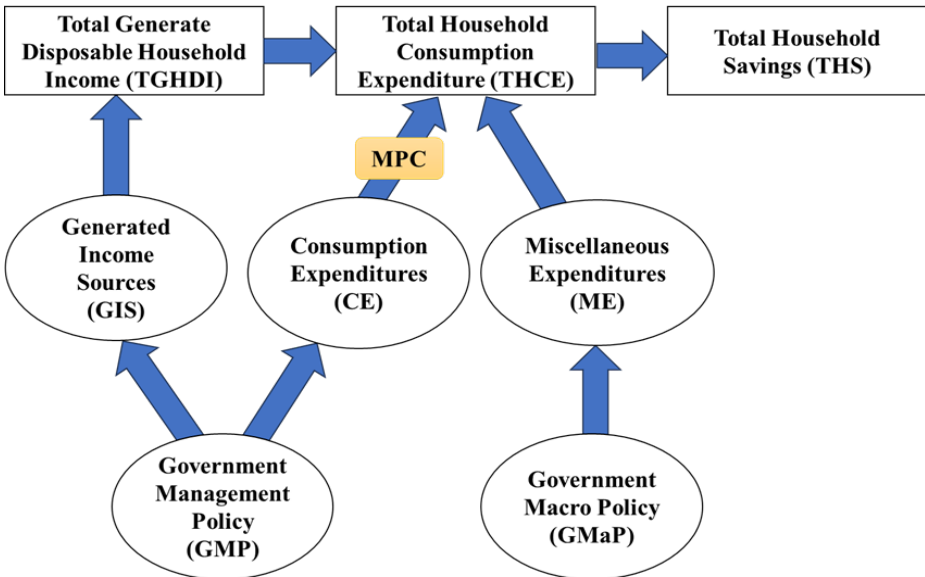 Total Generate
Disposable Household
Income (TGHDI)
Total Household
Consumption
Expenditure (THCE)
Total Household
Savings (THS)
MPC
Generated
Income
Sources
(GIS)
Consumption
Expenditures
(CE)
Miscellaneous
Expenditures
(ME)
Government
Management
Policy
(GMP)
Government
Macro Policy
(GMaP)